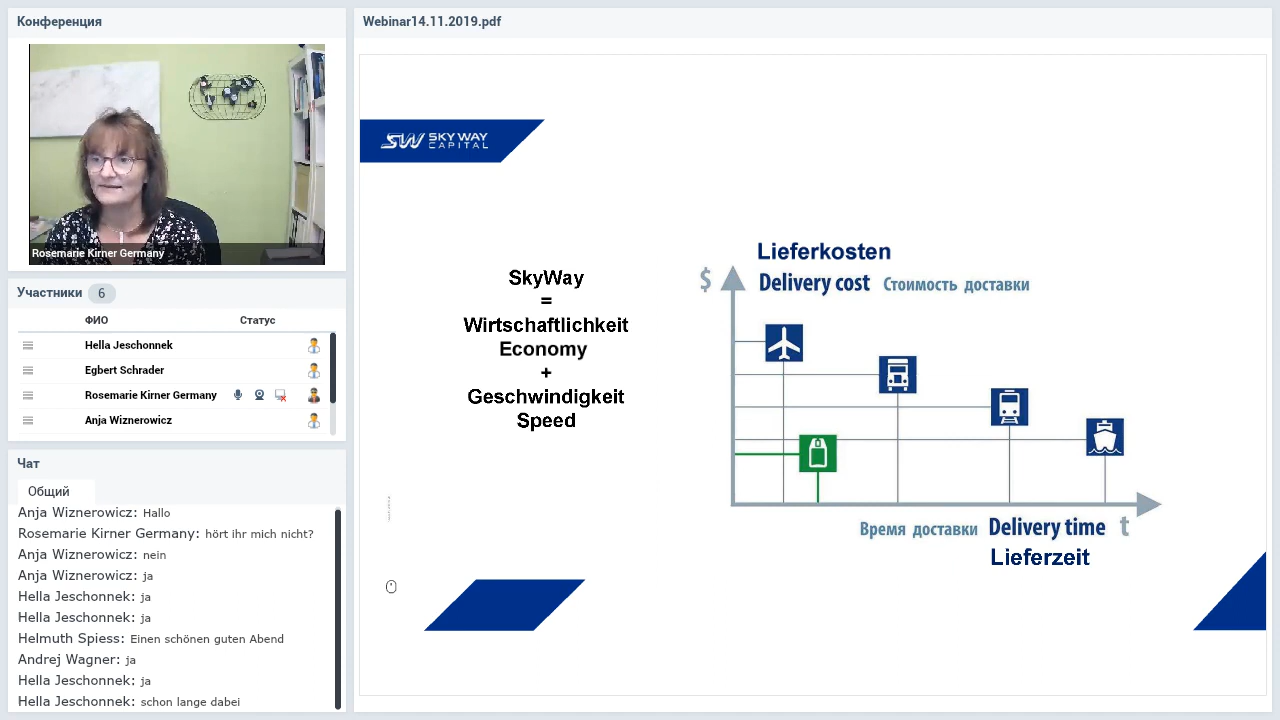 Конференция
Rosemarie Kirner Germany
Участники 6
ФИО Статус
Hella Jeschonnek
Egbert Schrader
Rosemarie Kirner Germany
Anja Wiznerowicz
Чат
Общий
Anja Wiznerowicz: Hallo
Rosemarie Kirner Germany: hört ihr mich nicht?
Anja Wiznerowicz: nein
Anja Wiznerowicz: ja
Hella Jeschonnek: ja
Hella Jeschonnek: ja
Helmuth Spiess: Einen schönen guten Abend
Andrej Wagner: ja
Hella Jeschonnek: ja
Hella Jeschonnek: schon lange dabei
Webinar14.11.2019.pdf
SW SKY WAY
CAPITAL
SkyWay
=
Wirtschaftlichkeit
Economy
+
Geschwindigkeit
Speed
Lieferkosten
$ Delivery cost Стоимость доставки
Время доставки Delivery time t
Lieferzeit